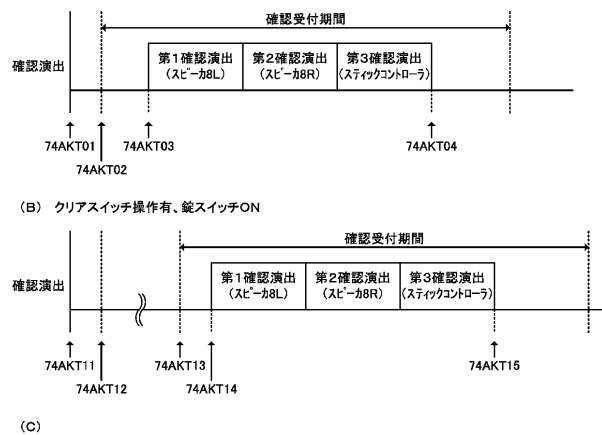 確認受付期間
確認演出
第1確認演出 第2確認演出 第3確認演出
(スピーカ8L) (スピーカ8R) (スティックコントローラ)
74AKT01 74AKT03 74AKT04
74AKT02
(B) クリアスイッチ操作有、錠スイッチON
確認受付期間
確認演出
第1確認演出 第2確認演出 第3確認演出
(スピーカ8L) (スピーカ8R) (スティックコントローラ)
74AKT11 74AKT13 74AKT15
74AKT12 74AKT14
(C)